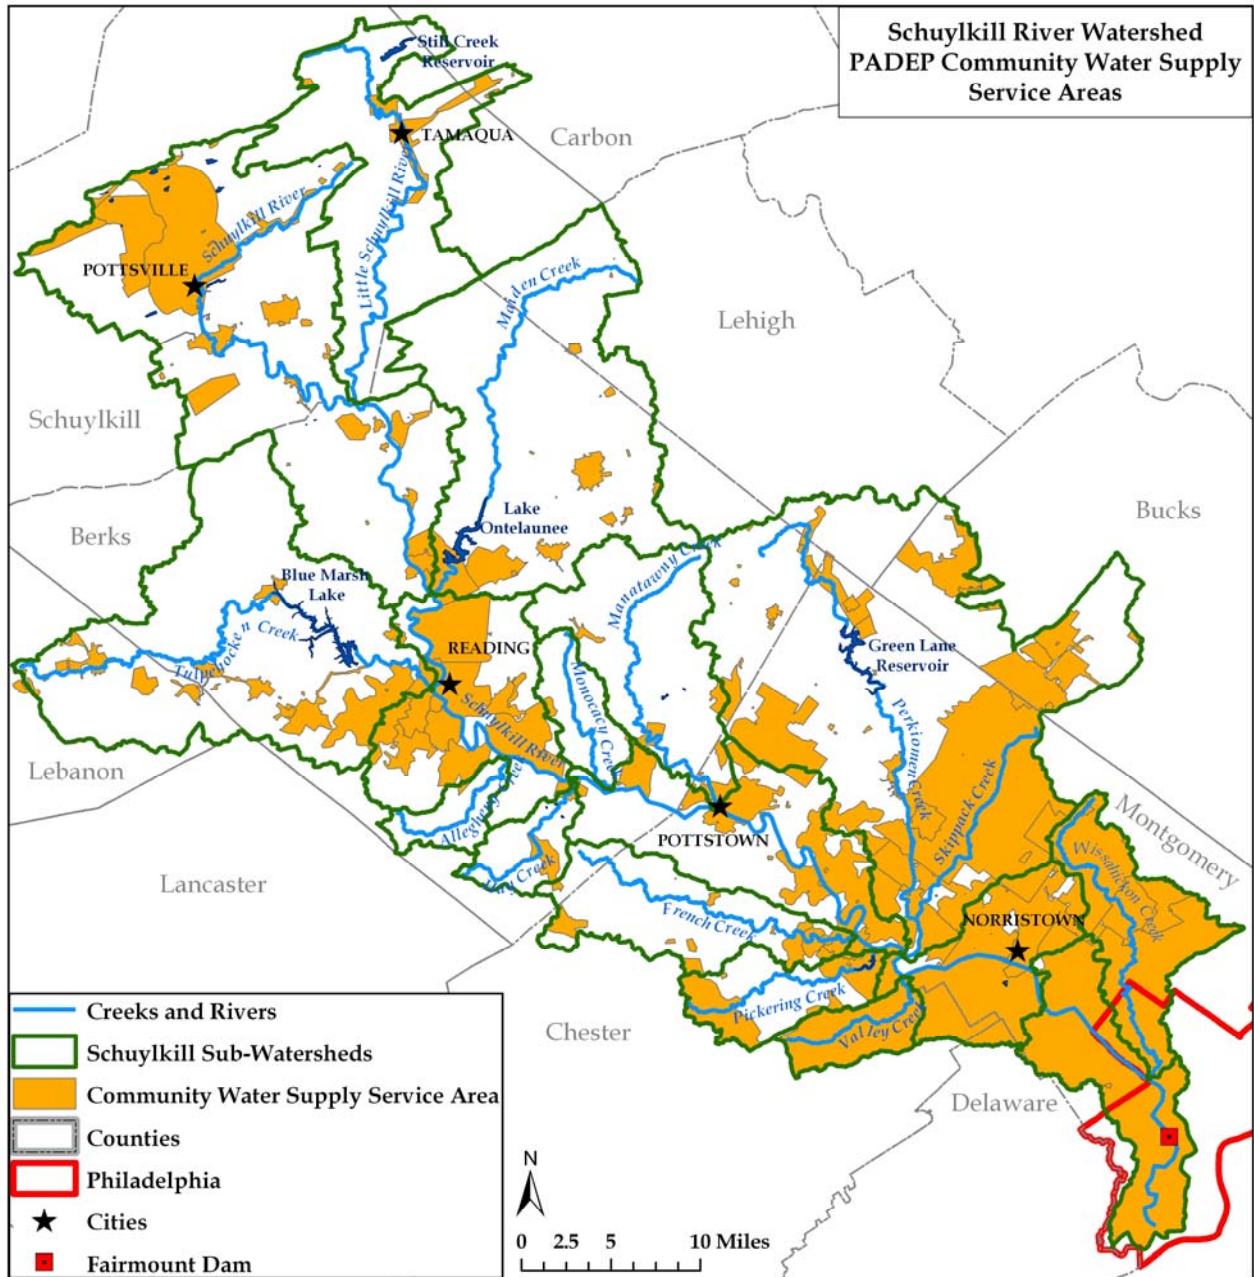 Schuylkill River Watershed
PADEP Community Water Supply
Service Areas
Still Creek
Reservoir
TAMAQUA
Carbon
Schuylkill River
Little Schuylkill River
POTTSVILLE
Maiden Creek
Lehigh
Schuylkill
Bucks
Berks
Lake
Ontelaunee
Blue Marsh
Lake
Manatawny Creek
Tulpehocken Creek
READING
Green Lane
Reservoir
Monocacy Creek
Schuylkill River
Perkiomen Creek
Lebanon
Allegheny Creek
Skippack Creek
Montgomery
POTTSTOWN
Wissahickon Creek
Lancaster
Hay Creek
French Creek
NORRISTOWN
Pickering Creek
Valley Creek
Chester
Delaware
Creeks and Rivers
Schuylkill Sub-Watersheds
Community Water Supply Service Area
Counties
Philadelphia
Cities
Fairmount Dam
N
0 2.5 5 10 Miles